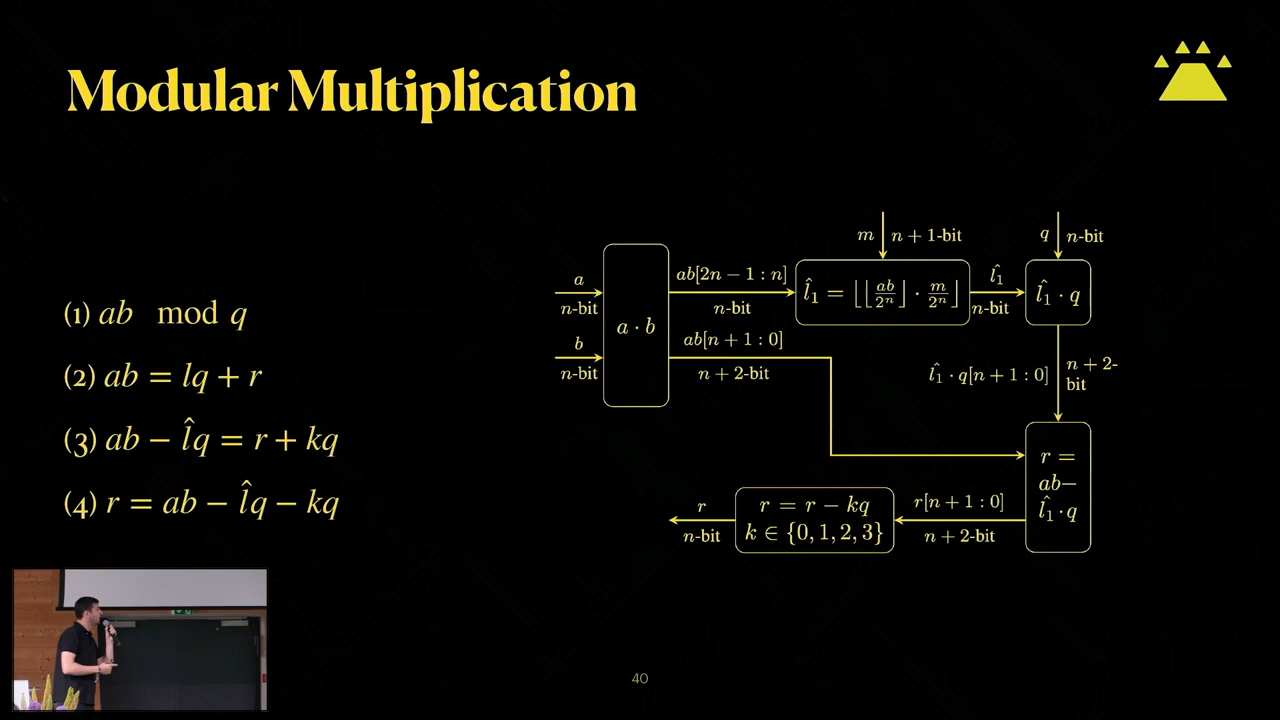 Modular Multiplication
(1) ab mod q
(2) ab = lq + r
(3) ab − l̂q = r + kq
(4) r = ab − l̂q − kq
a
n-bit
b
n-bit
a · b
ab[2n − 1 : n]
n-bit
ab[n + 1 : 0]
n + 2-bit
m
n + 1-bit
l̂₁ = ⌊⌊ab/2ⁿ⌋ · m/2ⁿ⌋
l̂₁
n-bit
q
n-bit
l̂₁ · q
l̂₁ · q[n + 1 : 0]
n + 2-
bit
r =
ab−
l̂₁ · q
r[n + 1 : 0]
n + 2-bit
r = r − kq
k ∈ {0, 1, 2, 3}
r
n-bit
40